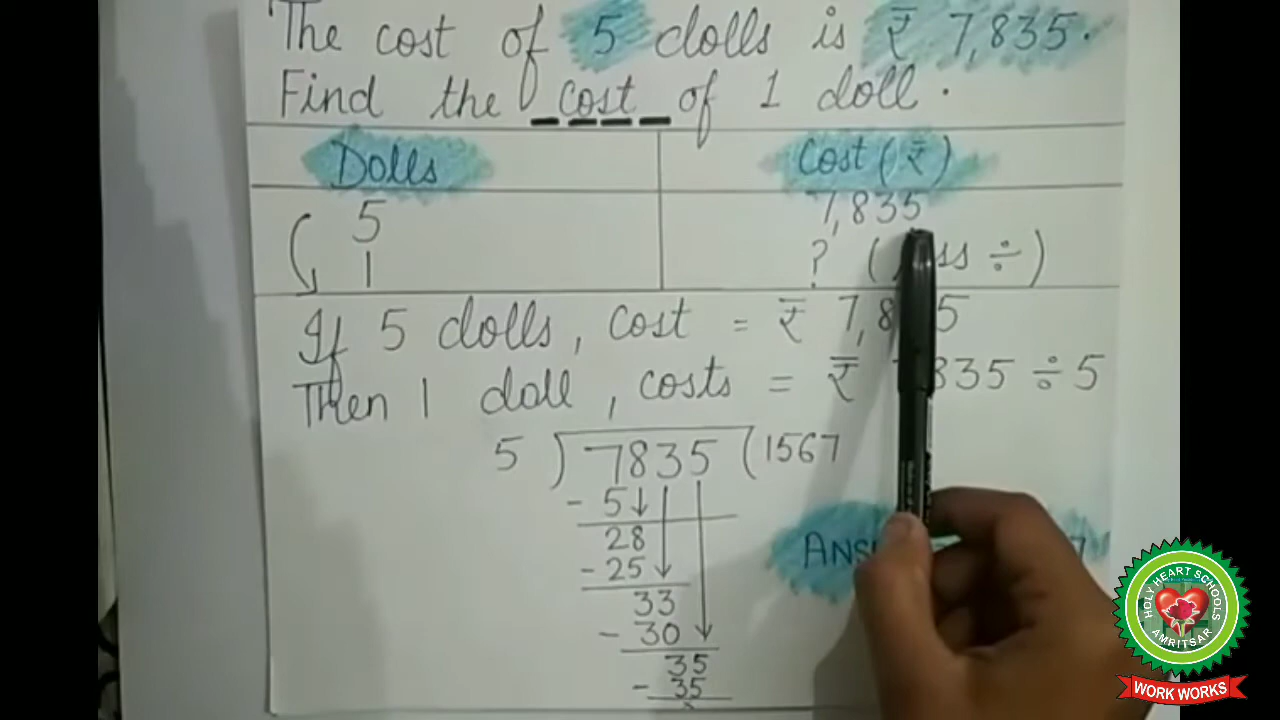 The cost of 5 dolls is ₹ 7,835.
Find the cost of 1 doll.
Dolls Cost (₹)
5 7,835
1 ? ( ÷)
If 5 dolls, cost = ₹ 7,8 5
Then 1 doll, costs = ₹ 835 ÷ 5
5 ) 7835 ( 1567
- 5
28
- 25
33
- 30
35
- 35
HOLY HEART SCHOOLS
AMRITSAR
WORK WORKS